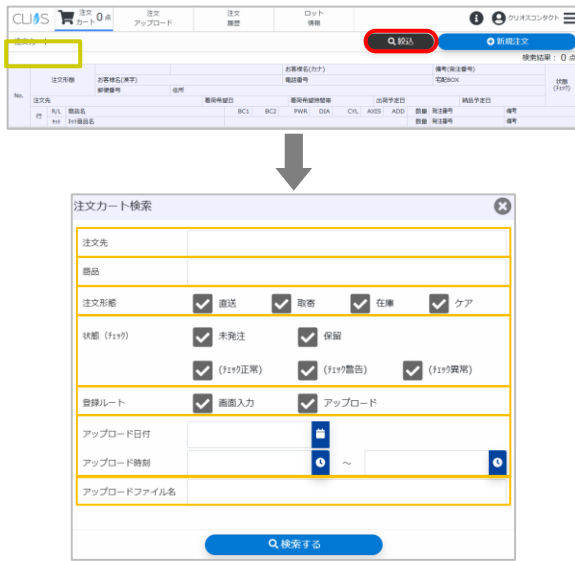 CLIOS 注文カート 0 点 注文アップロード 注文履歴 ロット情報 クリオスコンタクト
注文カート 絞込 新規注文
検索結果： 0 点
お客様名(カナ) 備考(発注番号)
注文形態 お客様名(漢字) 電話番号 宅配BOX 状態
郵便番号 住所 (ﾁｪｯｸ)
No. 注文先 着荷希望日 着荷希望時間帯 出荷予定日 納品予定日
行 R/L 商品名 BC1 BC2 PWR DIA CYL AXIS ADD 数量 発注番号 備考
ｾｯﾄ ｾｯﾄ商品名 数量 発注番号 備考
注文カート検索
注文先
商品
注文形態 直送 取寄 在庫 ケア
状態（ﾁｪｯｸ） 未発注 保留
(ﾁｪｯｸ正常) (ﾁｪｯｸ警告) (ﾁｪｯｸ異常)
登録ルート 画面入力 アップロード
アップロード日付
アップロード時刻 ～
アップロードファイル名
検索する